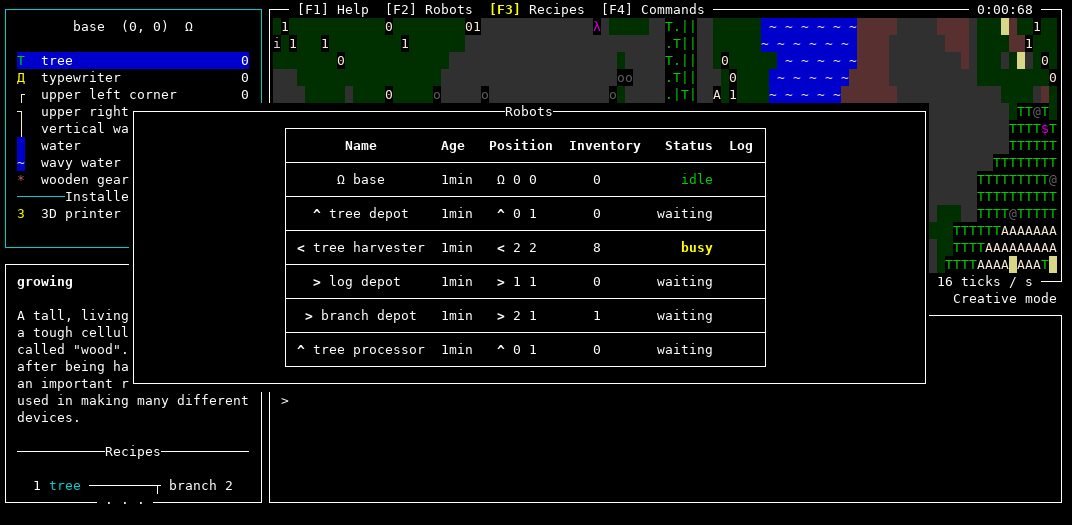 base (0, 0) Ω
[F1] Help [F2] Robots [F3] Recipes [F4] Commands
0:00:68
T tree 0
Д typewriter 0
┌ upper left corner 0
┐ upper right
│ vertical wa
water
~ wavy water
* wooden gear
Installe
3 3D printer
Robots
Name Age Position Inventory Status Log
Ω base 1min Ω 0 0 0 idle
^ tree depot 1min ^ 0 1 0 waiting
< tree harvester 1min < 2 2 8 busy
> log depot 1min > 1 1 0 waiting
> branch depot 1min > 2 1 1 waiting
^ tree processor 1min ^ 0 1 0 waiting
16 ticks / s
Creative mode
growing
A tall, living
a tough cellul
called "wood".
after being ha
an important r
used in making many different
devices.
Recipes
1 tree ─┬ branch 2
. . .
>